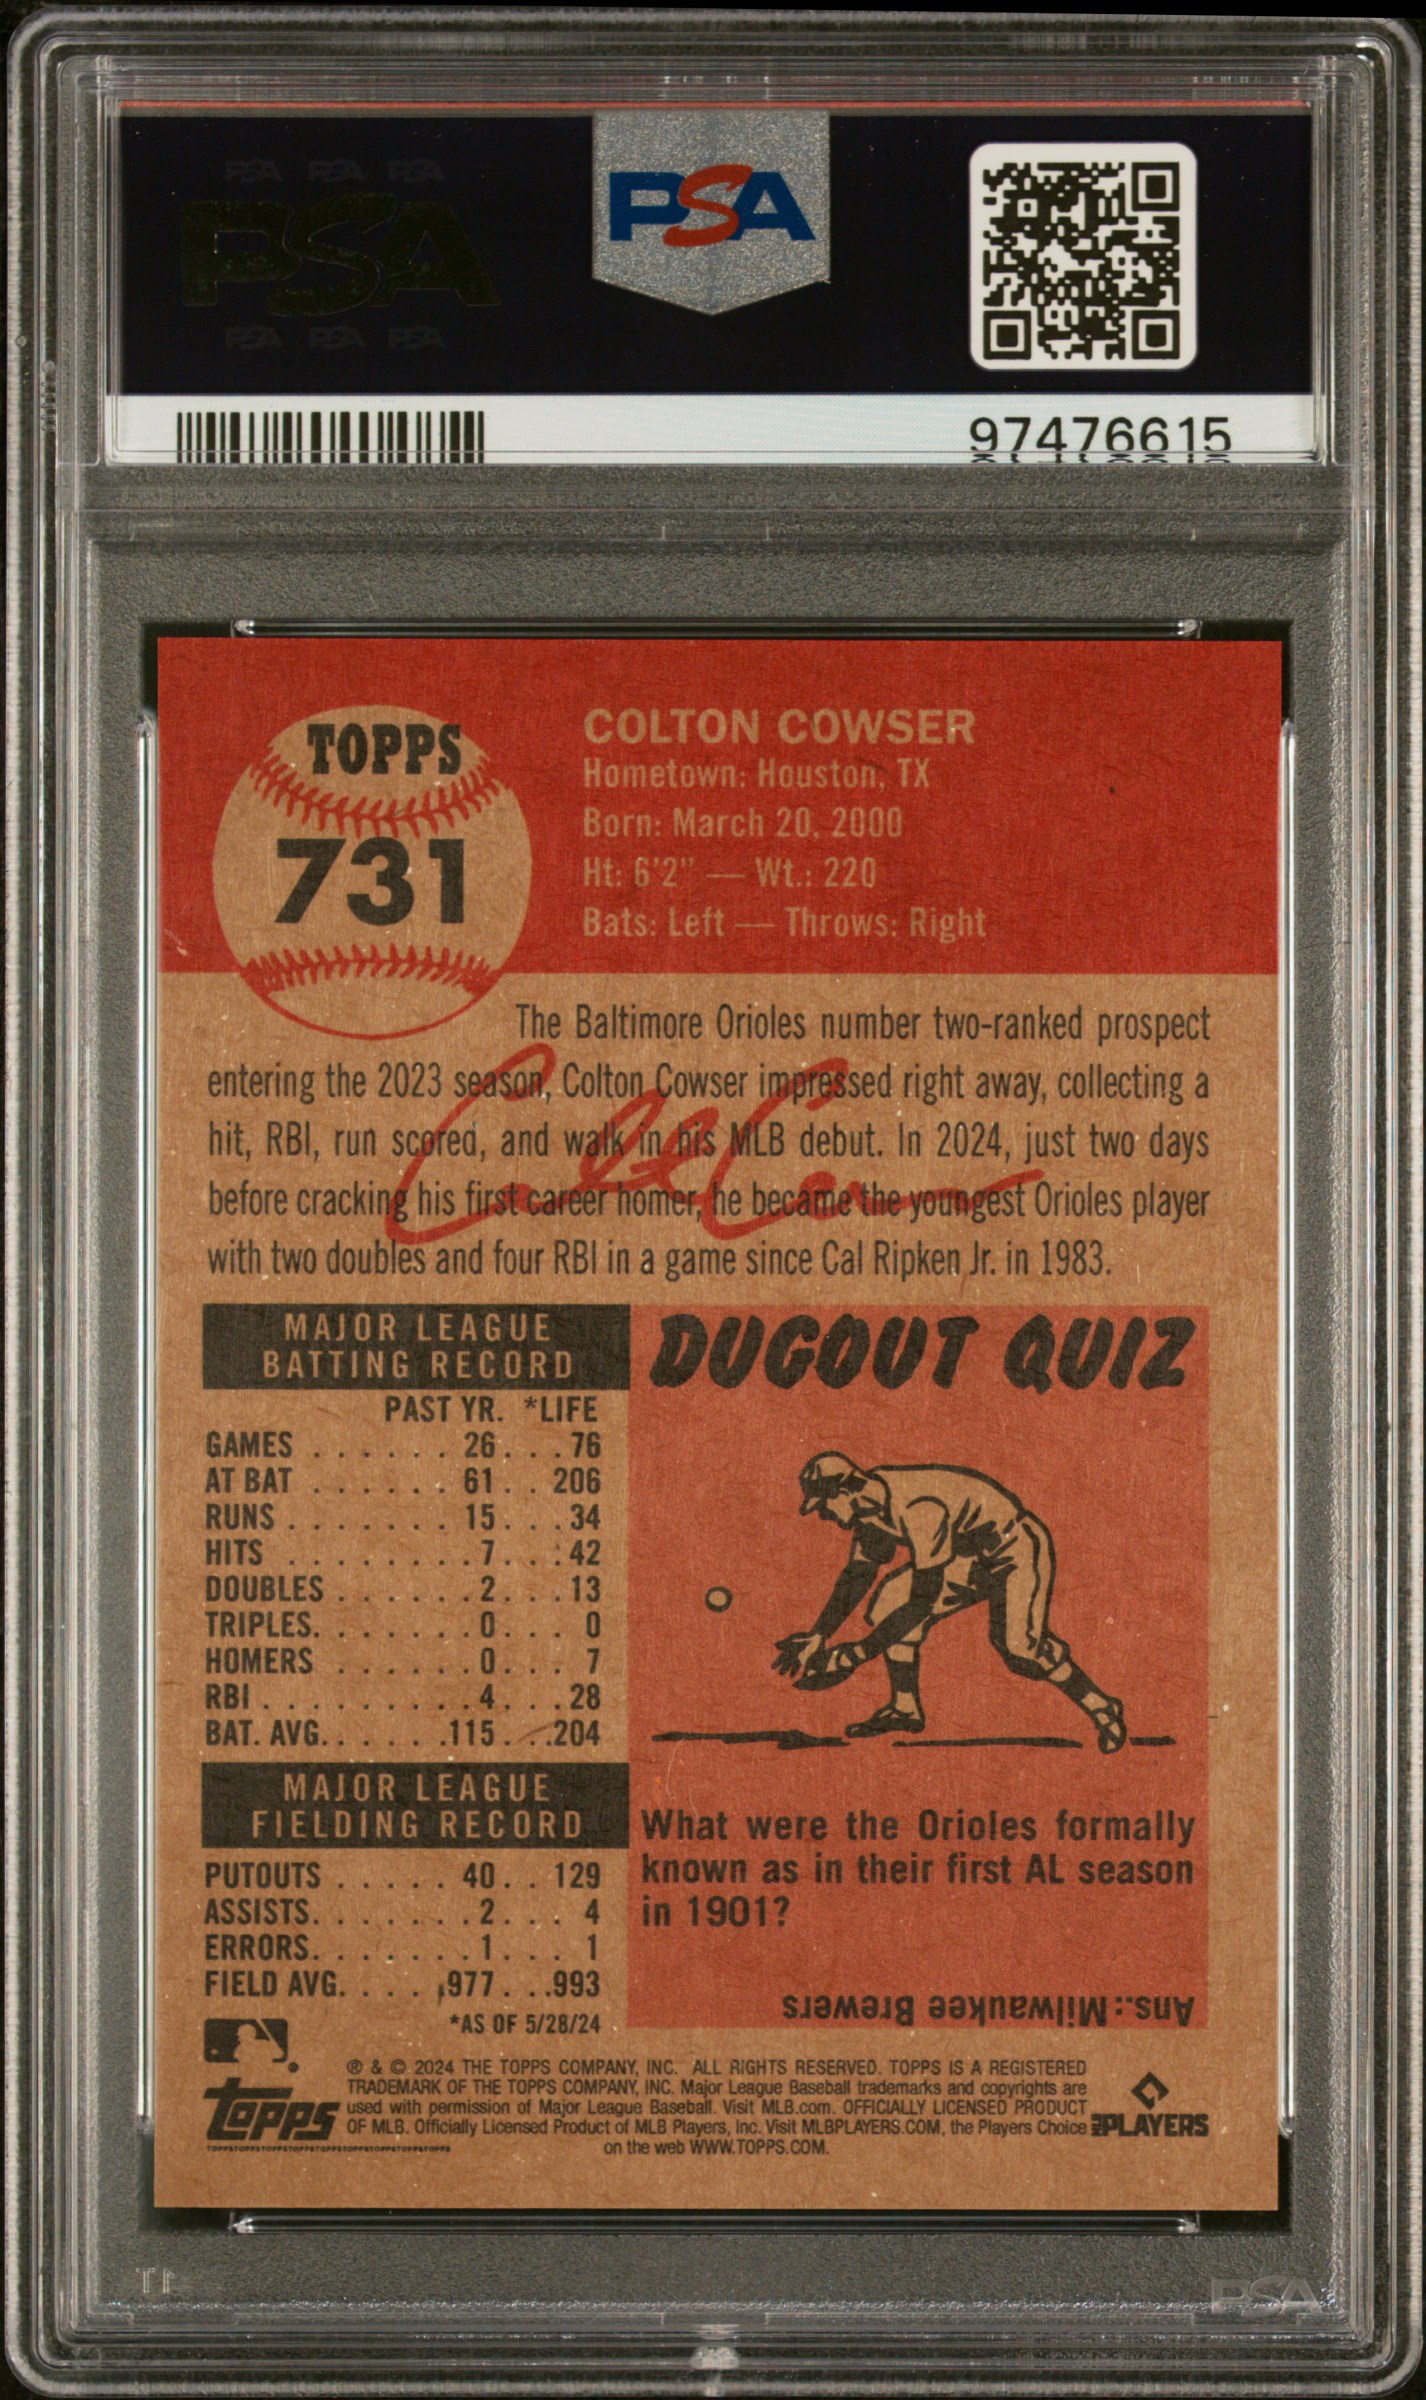 PSA PSA PSA
PSA
PSA PSA PSA
PSA
97476615
TOPPS
731
COLTON COWSER
Hometown: Houston, TX
Born: March 20, 2000
Ht: 6'2" — Wt.: 220
Bats: Left — Throws: Right
The Baltimore Orioles number two-ranked prospect
entering the 2023 season, Colton Cowser impressed right away, collecting a
hit, RBI, run scored, and walk in his MLB debut. In 2024, just two days
before cracking his first career homer, he became the youngest Orioles player
with two doubles and four RBI in a game since Cal Ripken Jr. in 1983.
MAJOR LEAGUE
BATTING RECORD
PAST YR. *LIFE
GAMES . . . . . . 26. . . 76
AT BAT . . . . . . 61. . 206
RUNS . . . . . . . 15. . . 34
HITS . . . . . . . . 7. . . 42
DOUBLES . . . . . . 2. . . 13
TRIPLES. . . . . . . 0. . . 0
HOMERS . . . . . . 0. . . 7
RBI . . . . . . . . . 4. . . 28
BAT. AVG. . . . . .115. . .204
MAJOR LEAGUE
FIELDING RECORD
PUTOUTS . . . . . 40. . 129
ASSISTS. . . . . . . 2. . . 4
ERRORS. . . . . . . 1. . . 1
FIELD AVG. . . . .977. . .993
*AS OF 5/28/24
DUGOUT QUIZ
What were the Orioles formally
known as in their first AL season
in 1901?
Ans.: Milwaukee Brewers
® & © 2024 THE TOPPS COMPANY, INC. ALL RIGHTS RESERVED. TOPPS IS A REGISTERED
TRADEMARK OF THE TOPPS COMPANY, INC. Major League Baseball trademarks and copyrights are
used with permission of Major League Baseball. Visit MLB.com. OFFICIALLY LICENSED PRODUCT
OF MLB. Officially Licensed Product of MLB Players, Inc. Visit MLBPLAYERS.COM, the Players Choice
on the web WWW.TOPPS.COM.
Topps
MLB PLAYERS
PSA